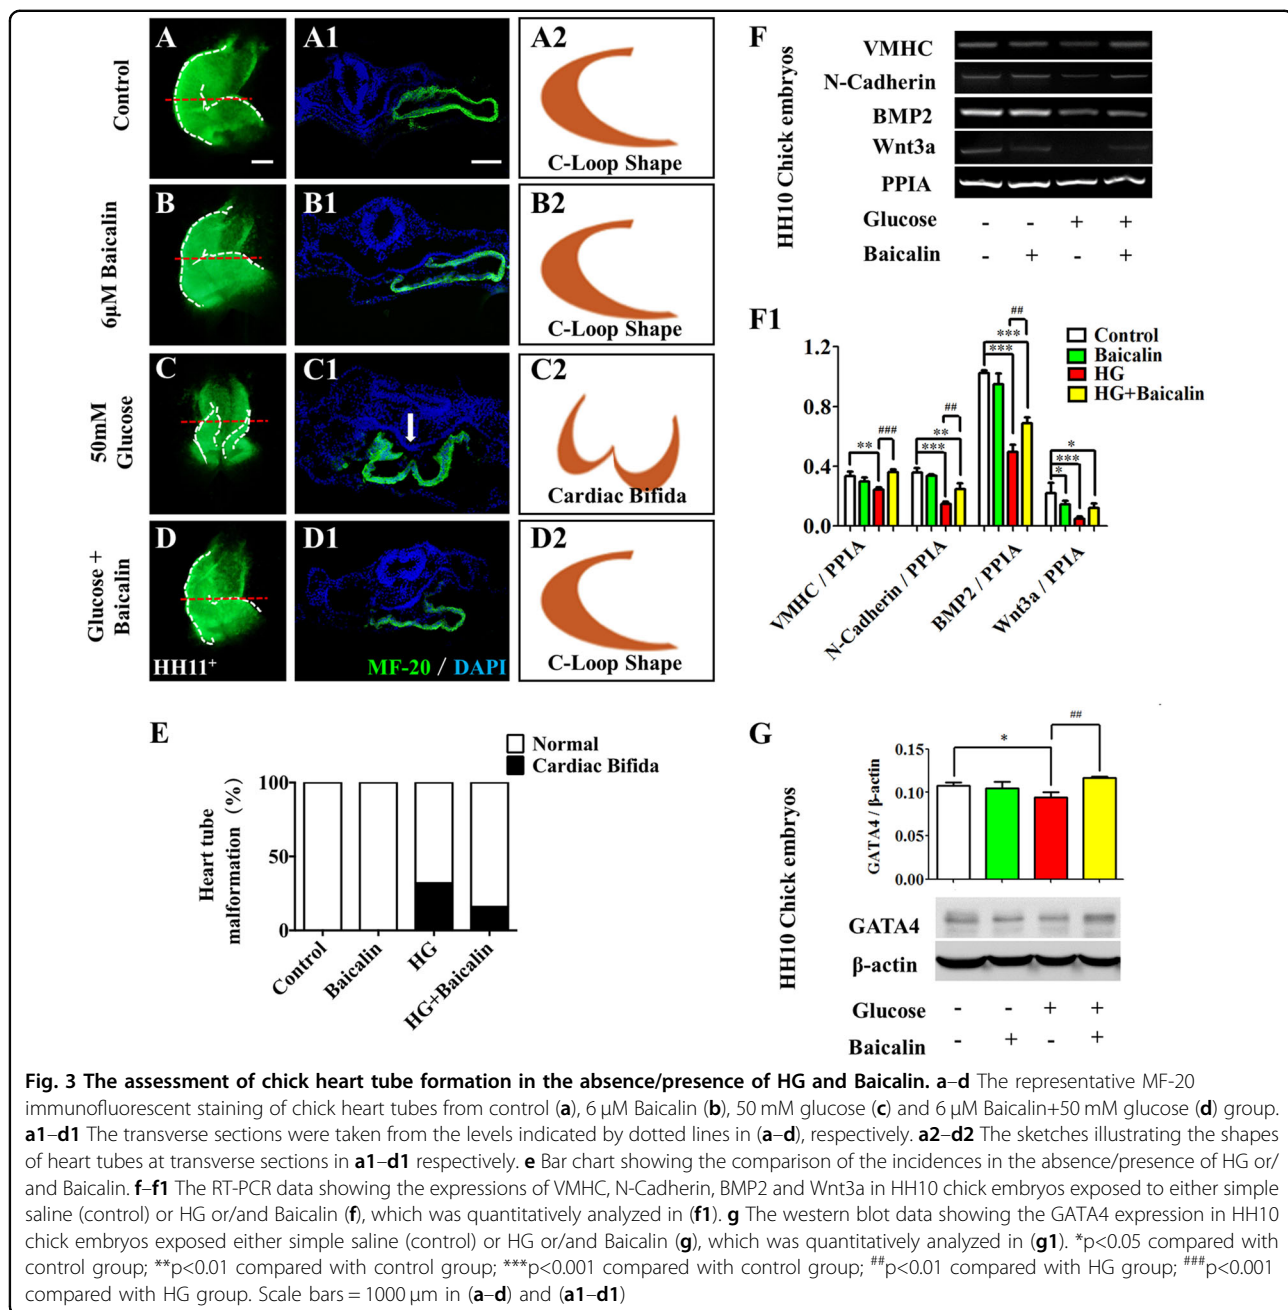 A
A1
A2
Control
C-Loop Shape
B
B1
B2
6μM Baicalin
C-Loop Shape
C
C1
C2
50mM
Glucose
Cardiac Bifida
D
D1
D2
Glucose +
Baicalin
HH11+
MF-20 / DAPI
C-Loop Shape
E
Normal
Cardiac Bifida
Heart tube
malformation (%)
100
50
0
Control
Baicalin
HG
HG+Baicalin
F
HH10 Chick embryos
VMHC
N-Cadherin
BMP2
Wnt3a
PPIA
Glucose - - + +
Baicalin - + - +
F1
Control
Baicalin
HG
HG+Baicalin
1.2
0.8
0.4
0.0
** ###
*** ** ##
*** *** ##
* *** *
VMHC / PPIA
N-Cadherin / PPIA
BMP2 / PPIA
Wnt3a / PPIA
G
HH10 Chick embryos
GATA4 / β-actin
0.15
0.10
0.05
0.00
* ##
GATA4
β-actin
Glucose - - + +
Baicalin - + - +
Fig. 3 The assessment of chick heart tube formation in the absence/presence of HG and Baicalin. a–d The representative MF-20
immunofluorescent staining of chick heart tubes from control (a), 6 μM Baicalin (b), 50 mM glucose (c) and 6 μM Baicalin+50 mM glucose (d) group.
a1–d1 The transverse sections were taken from the levels indicated by dotted lines in (a–d), respectively. a2–d2 The sketches illustrating the shapes
of heart tubes at transverse sections in a1–d1 respectively. e Bar chart showing the comparison of the incidences in the absence/presence of HG or/
and Baicalin. f–f1 The RT-PCR data showing the expressions of VMHC, N-Cadherin, BMP2 and Wnt3a in HH10 chick embryos exposed to either simple
saline (control) or HG or/and Baicalin (f), which was quantitatively analyzed in (f1). g The western blot data showing the GATA4 expression in HH10
chick embryos exposed either simple saline (control) or HG or/and Baicalin (g), which was quantitatively analyzed in (g1). *p<0.05 compared with
control group; **p<0.01 compared with control group; ***p<0.001 compared with control group; ##p<0.01 compared with HG group; ###p<0.001
compared with HG group. Scale bars = 1000 μm in (a–d) and (a1–d1)